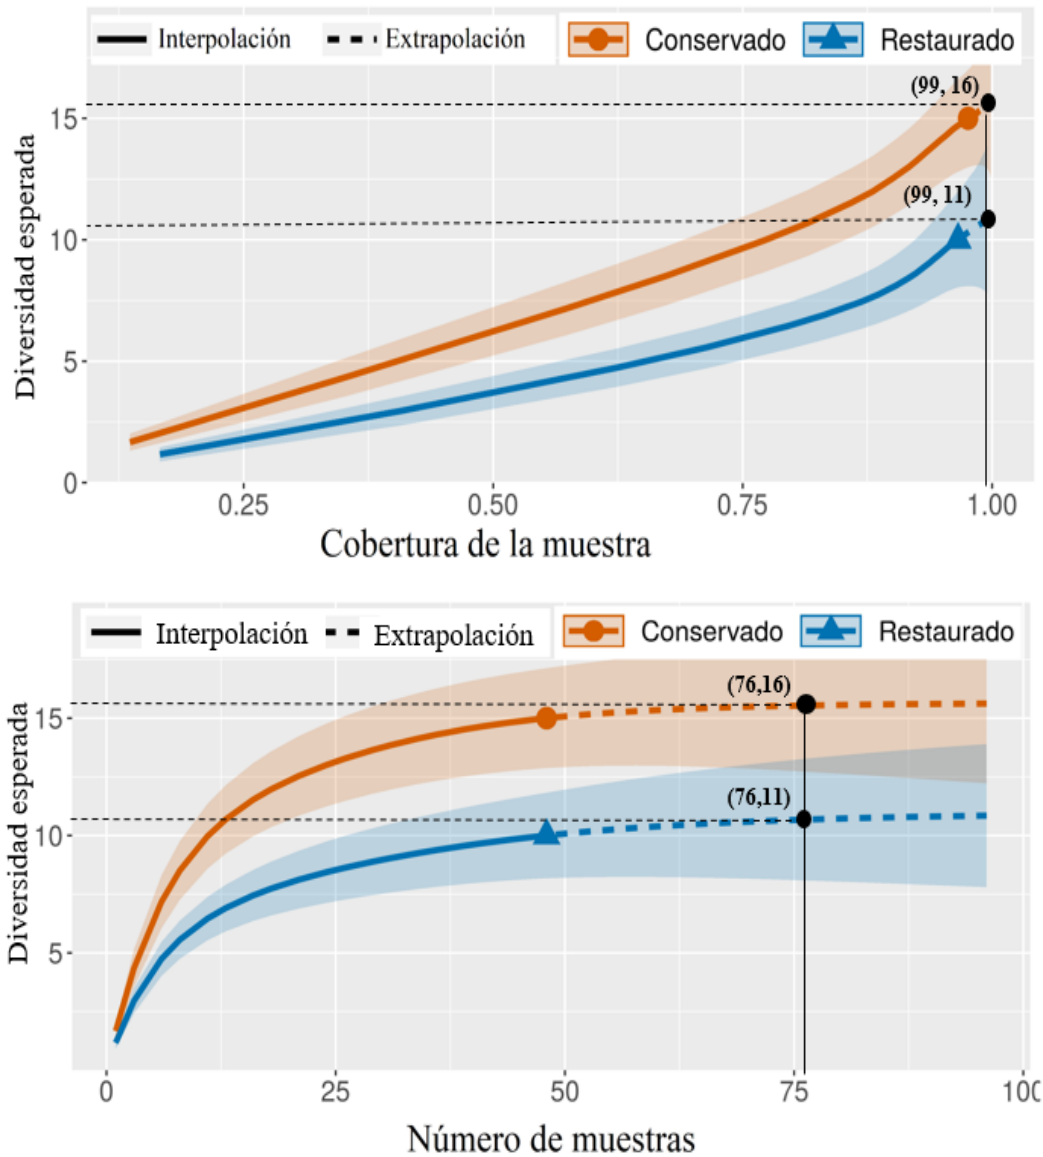 Interpolación Extrapolación Conservado Restaurado
(99, 16)
15
(99, 11)
10
5
0
Diversidad esperada
0.25 0.50 0.75 1.00
Cobertura de la muestra
Interpolación Extrapolación Conservado Restaurado
(76,16)
15
(76,11)
10
5
Diversidad esperada
0 25 50 75 100
Número de muestras